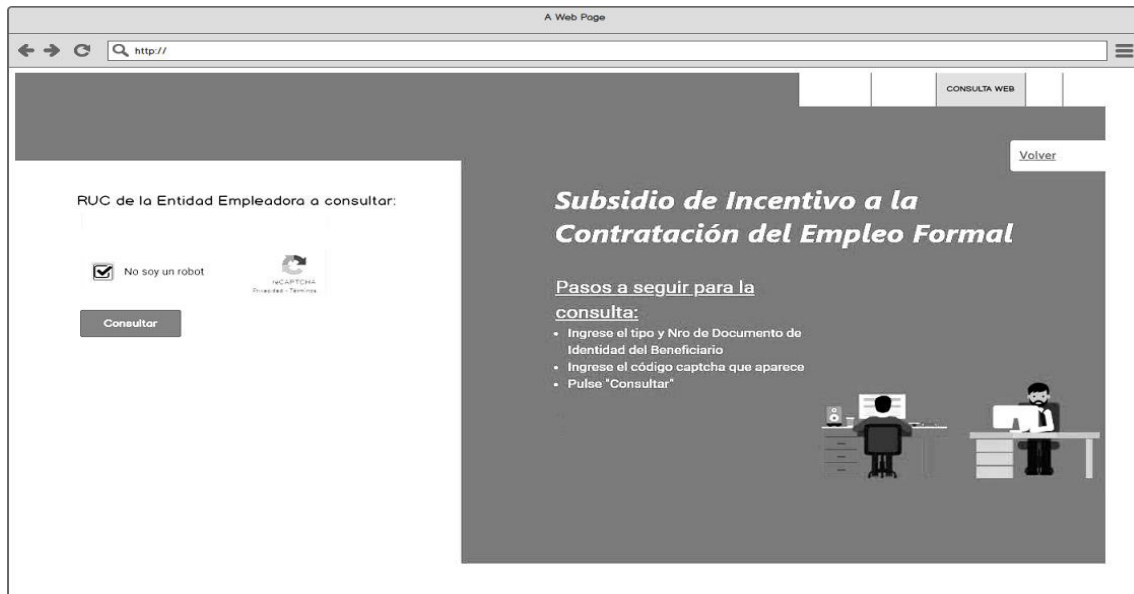 A Web Page
http://
CONSULTA WEB
Volver
RUC de la Entidad Empleadora a consultar:
No soy un robot
reCAPTCHA
Privacidad - Términos
Consultar
Subsidio de Incentivo a la
Contratación del Empleo Formal
Pasos a seguir para la
consulta:
• Ingrese el tipo y Nro de Documento de
Identidad del Beneficiario
• Ingrese el código captcha que aparece
• Pulse "Consultar"